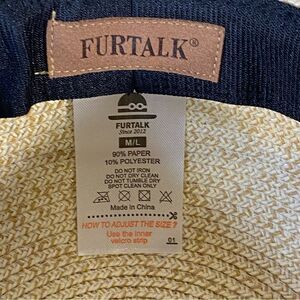 FURTALK®
FURTALK
Since 2012
M/L
90% PAPER
10% POLYESTER
DO NOT IRON
DO NOT DRY CLEAN
DO NOT TUMBLE DRY
SPOT CLEAN ONLY
Made in China
HOW TO ADJUST THE SIZE ?
Use the inner
velcro strip
01